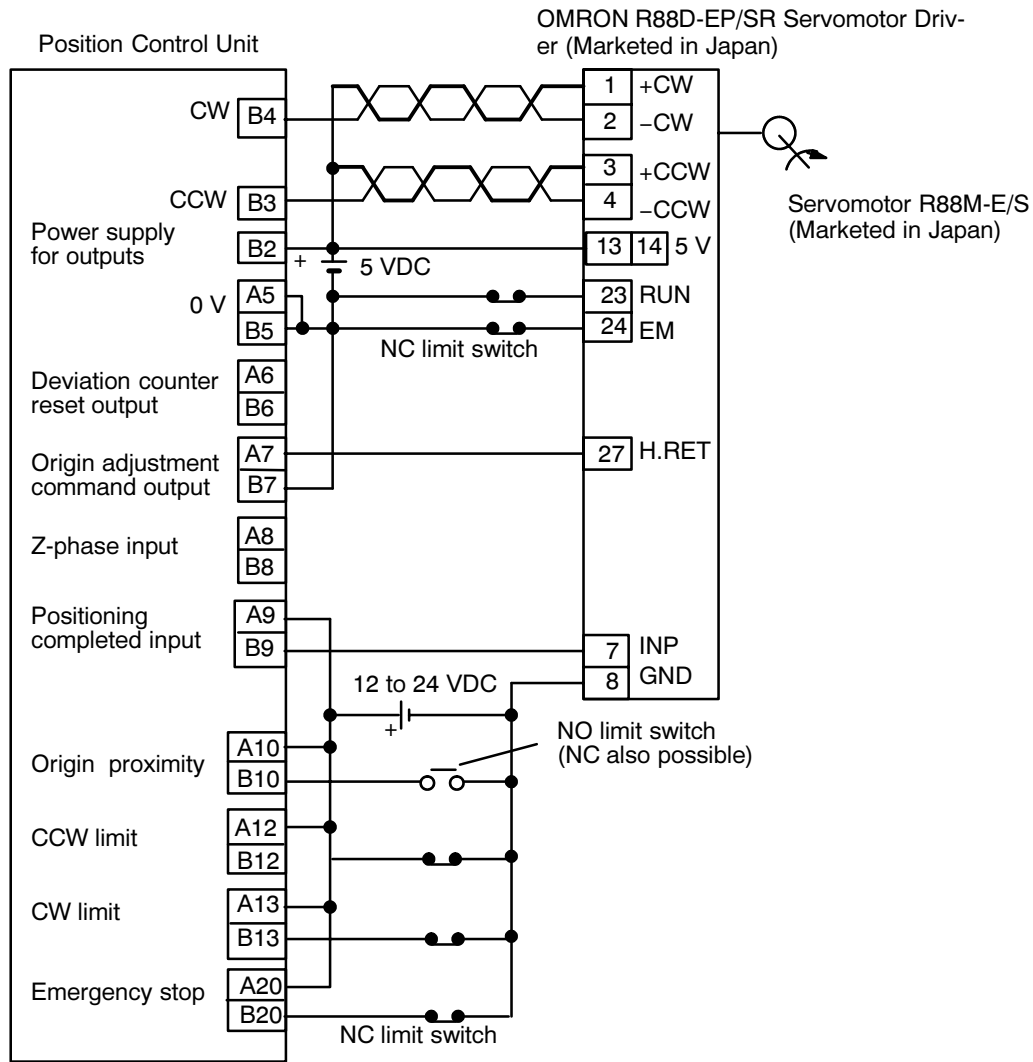 OMRON R88D-EP/SR Servomotor Driv-
er (Marketed in Japan)
Position Control Unit
1 +CW
CW B4
2 −CW
3 +CCW
CCW B3
4 −CCW
Servomotor R88M-E/S
(Marketed in Japan)
Power supply
for outputs
B2
13 14 5 V
+ 5 VDC
0 V
A5
23 RUN
B5
24 EM
NC limit switch
Deviation counter
reset output
A6
B6
Origin adjustment
command output
A7
B7
27 H.RET
Z-phase input
A8
B8
Positioning
completed input
A9
B9
7 INP
8 GND
12 to 24 VDC
+
NO limit switch
(NC also possible)
Origin proximity
A10
B10
CCW limit
A12
B12
CW limit
A13
B13
Emergency stop
A20
B20
NC limit switch